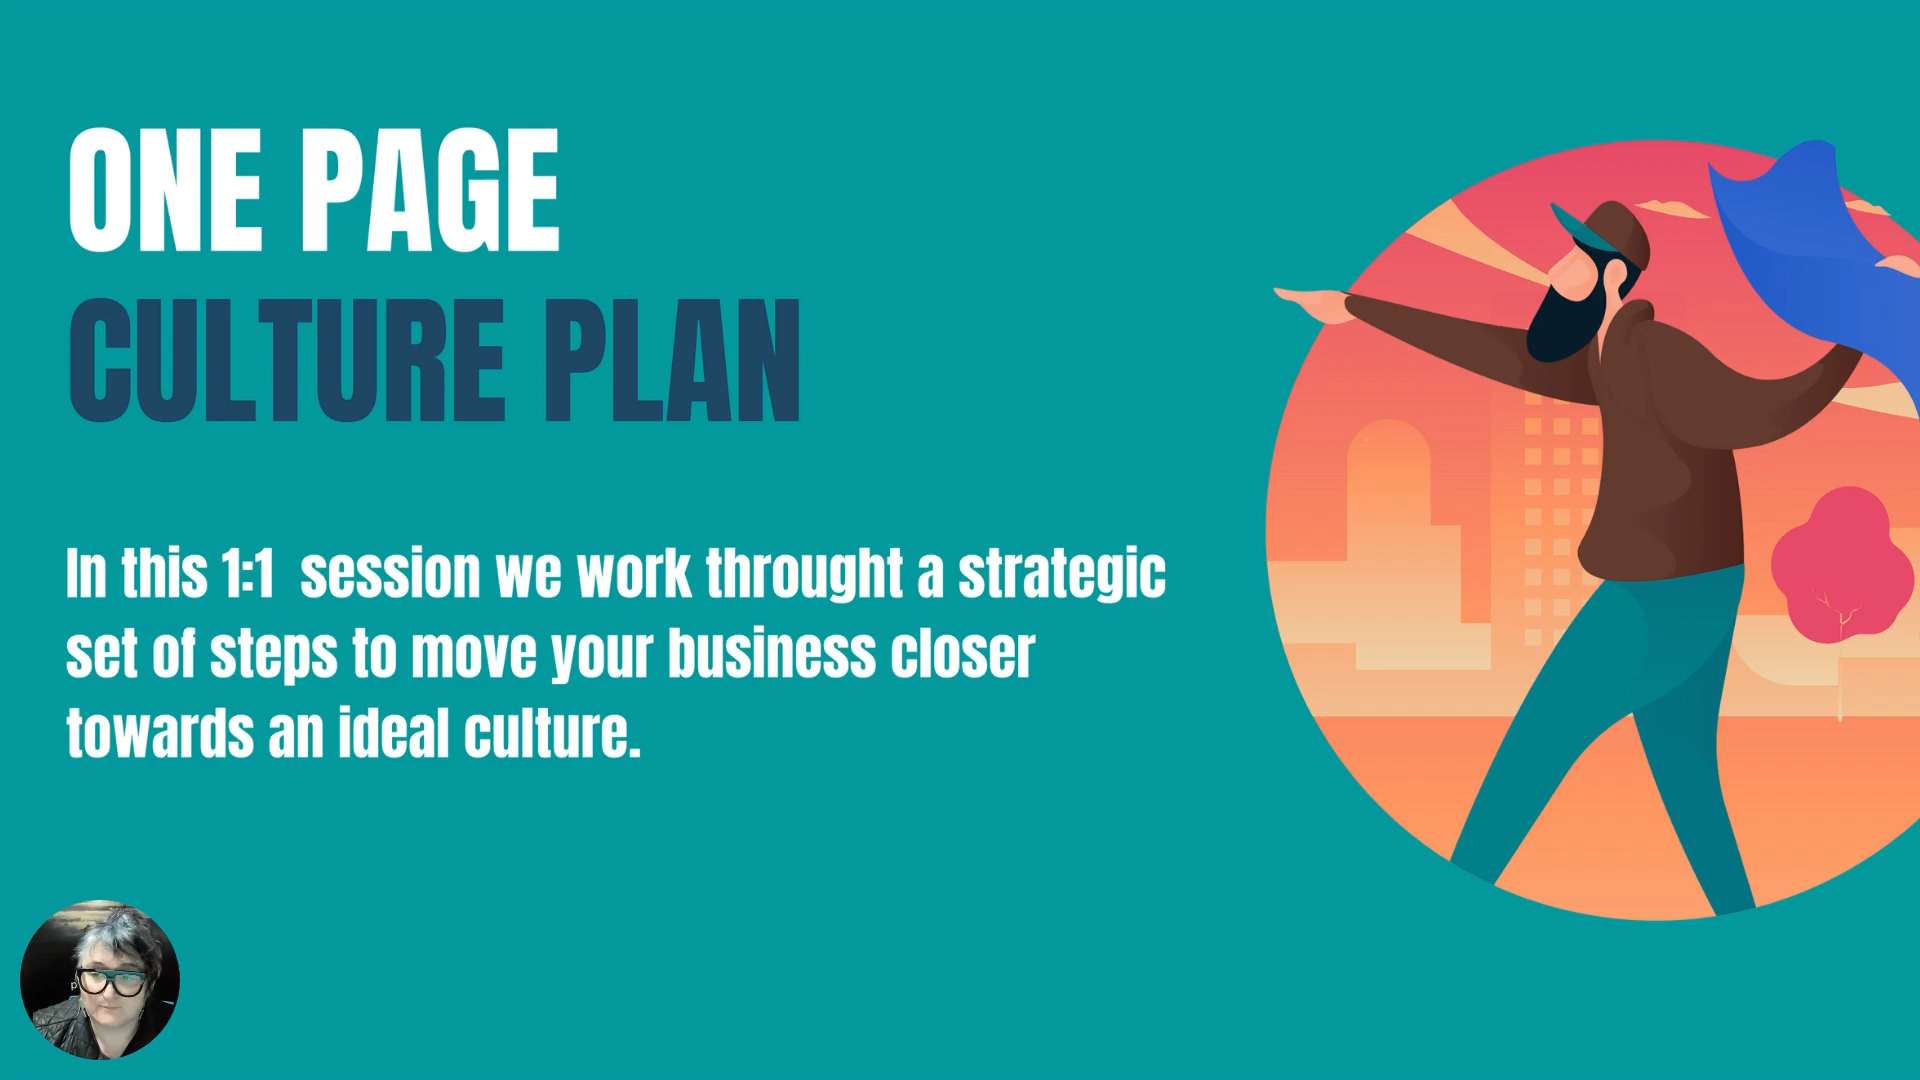 ONE PAGE
CULTURE PLAN
In this 1:1 session we work throught a strategic
set of steps to move your business closer
towards an ideal culture.